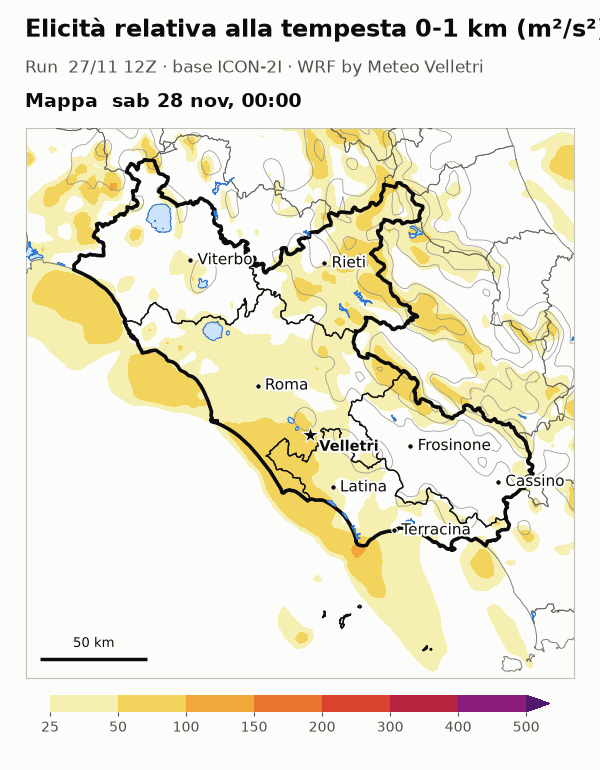 Elicità relativa alla tempesta 0-1 km (m²/s²)
Run 27/11 12Z · base ICON-2I · WRF by Meteo Velletri
Mappa sab 28 nov, 00:00
Viterbo
Rieti
Roma
Velletri
Frosinone
Latina
Cassino
Terracina
50 km
25 50 100 150 200 300 400 500